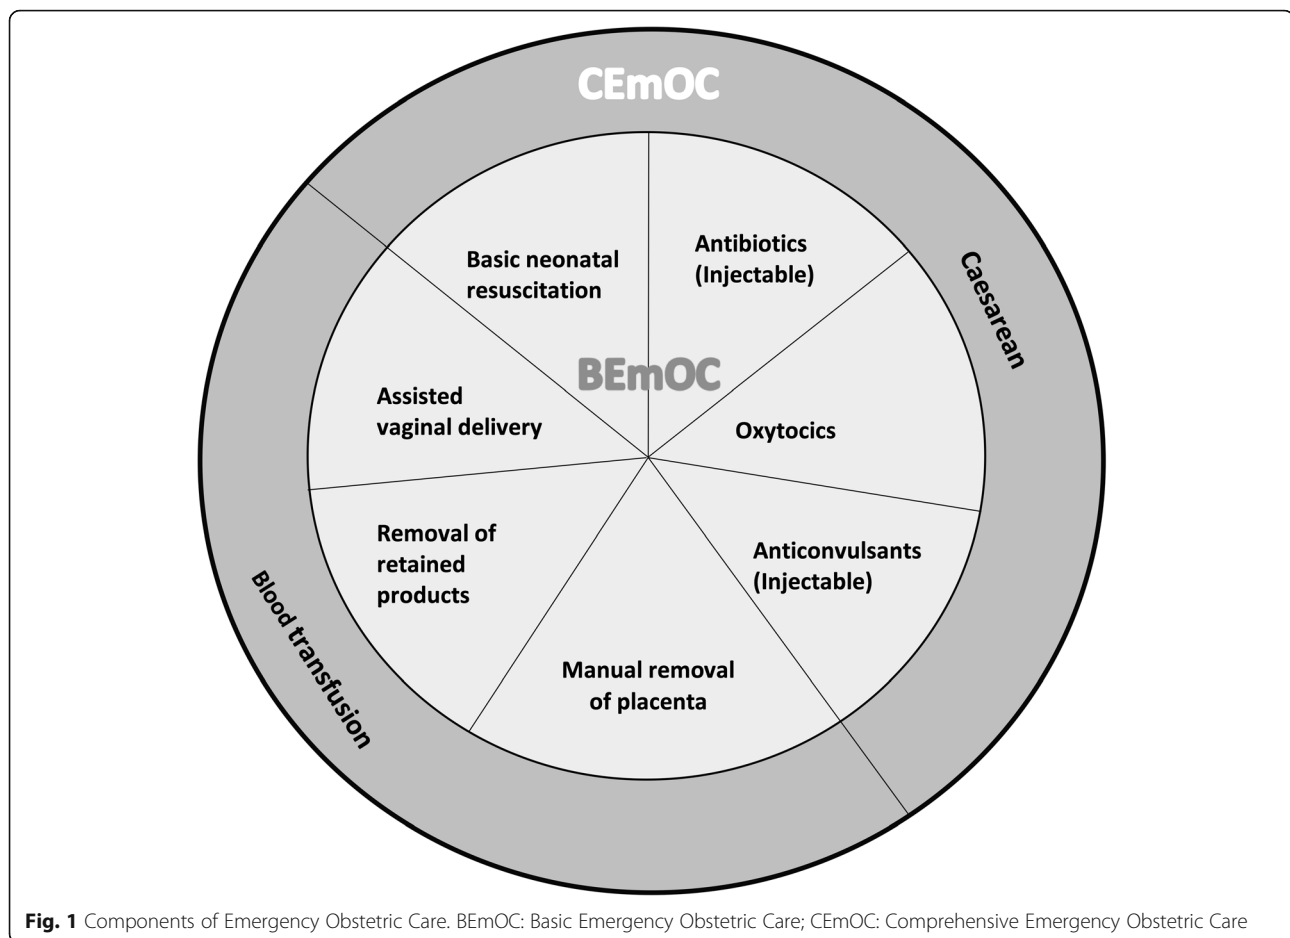 CEmOC
Basic neonatal
resuscitation
Antibiotics
(Injectable)
Caesarean
BEmOC
Assisted
vaginal delivery
Oxytocics
Removal of
retained
products
Anticonvulsants
(Injectable)
Blood transfusion
Manual removal
of placenta
Fig. 1 Components of Emergency Obstetric Care. BEmOC: Basic Emergency Obstetric Care; CEmOC: Comprehensive Emergency Obstetric Care